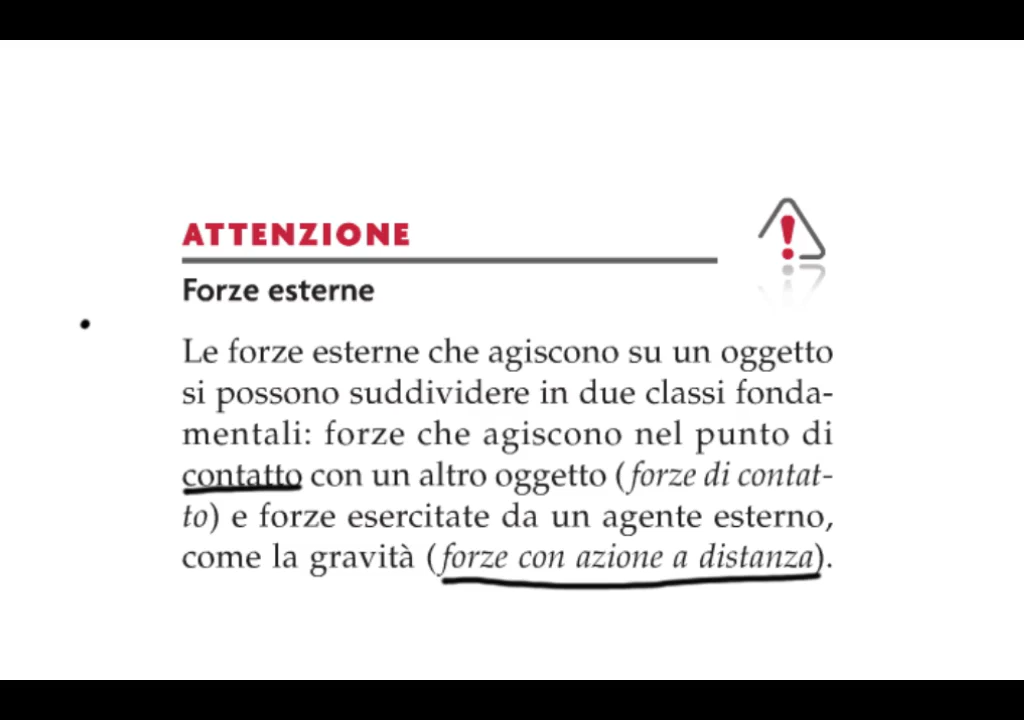 ATTENZIONE
Forze esterne
Le forze esterne che agiscono su un oggetto
si possono suddividere in due classi fonda-
mentali: forze che agiscono nel punto di
contatto con un altro oggetto (forze di contat-
to) e forze esercitate da un agente esterno,
come la gravità (forze con azione a distanza).